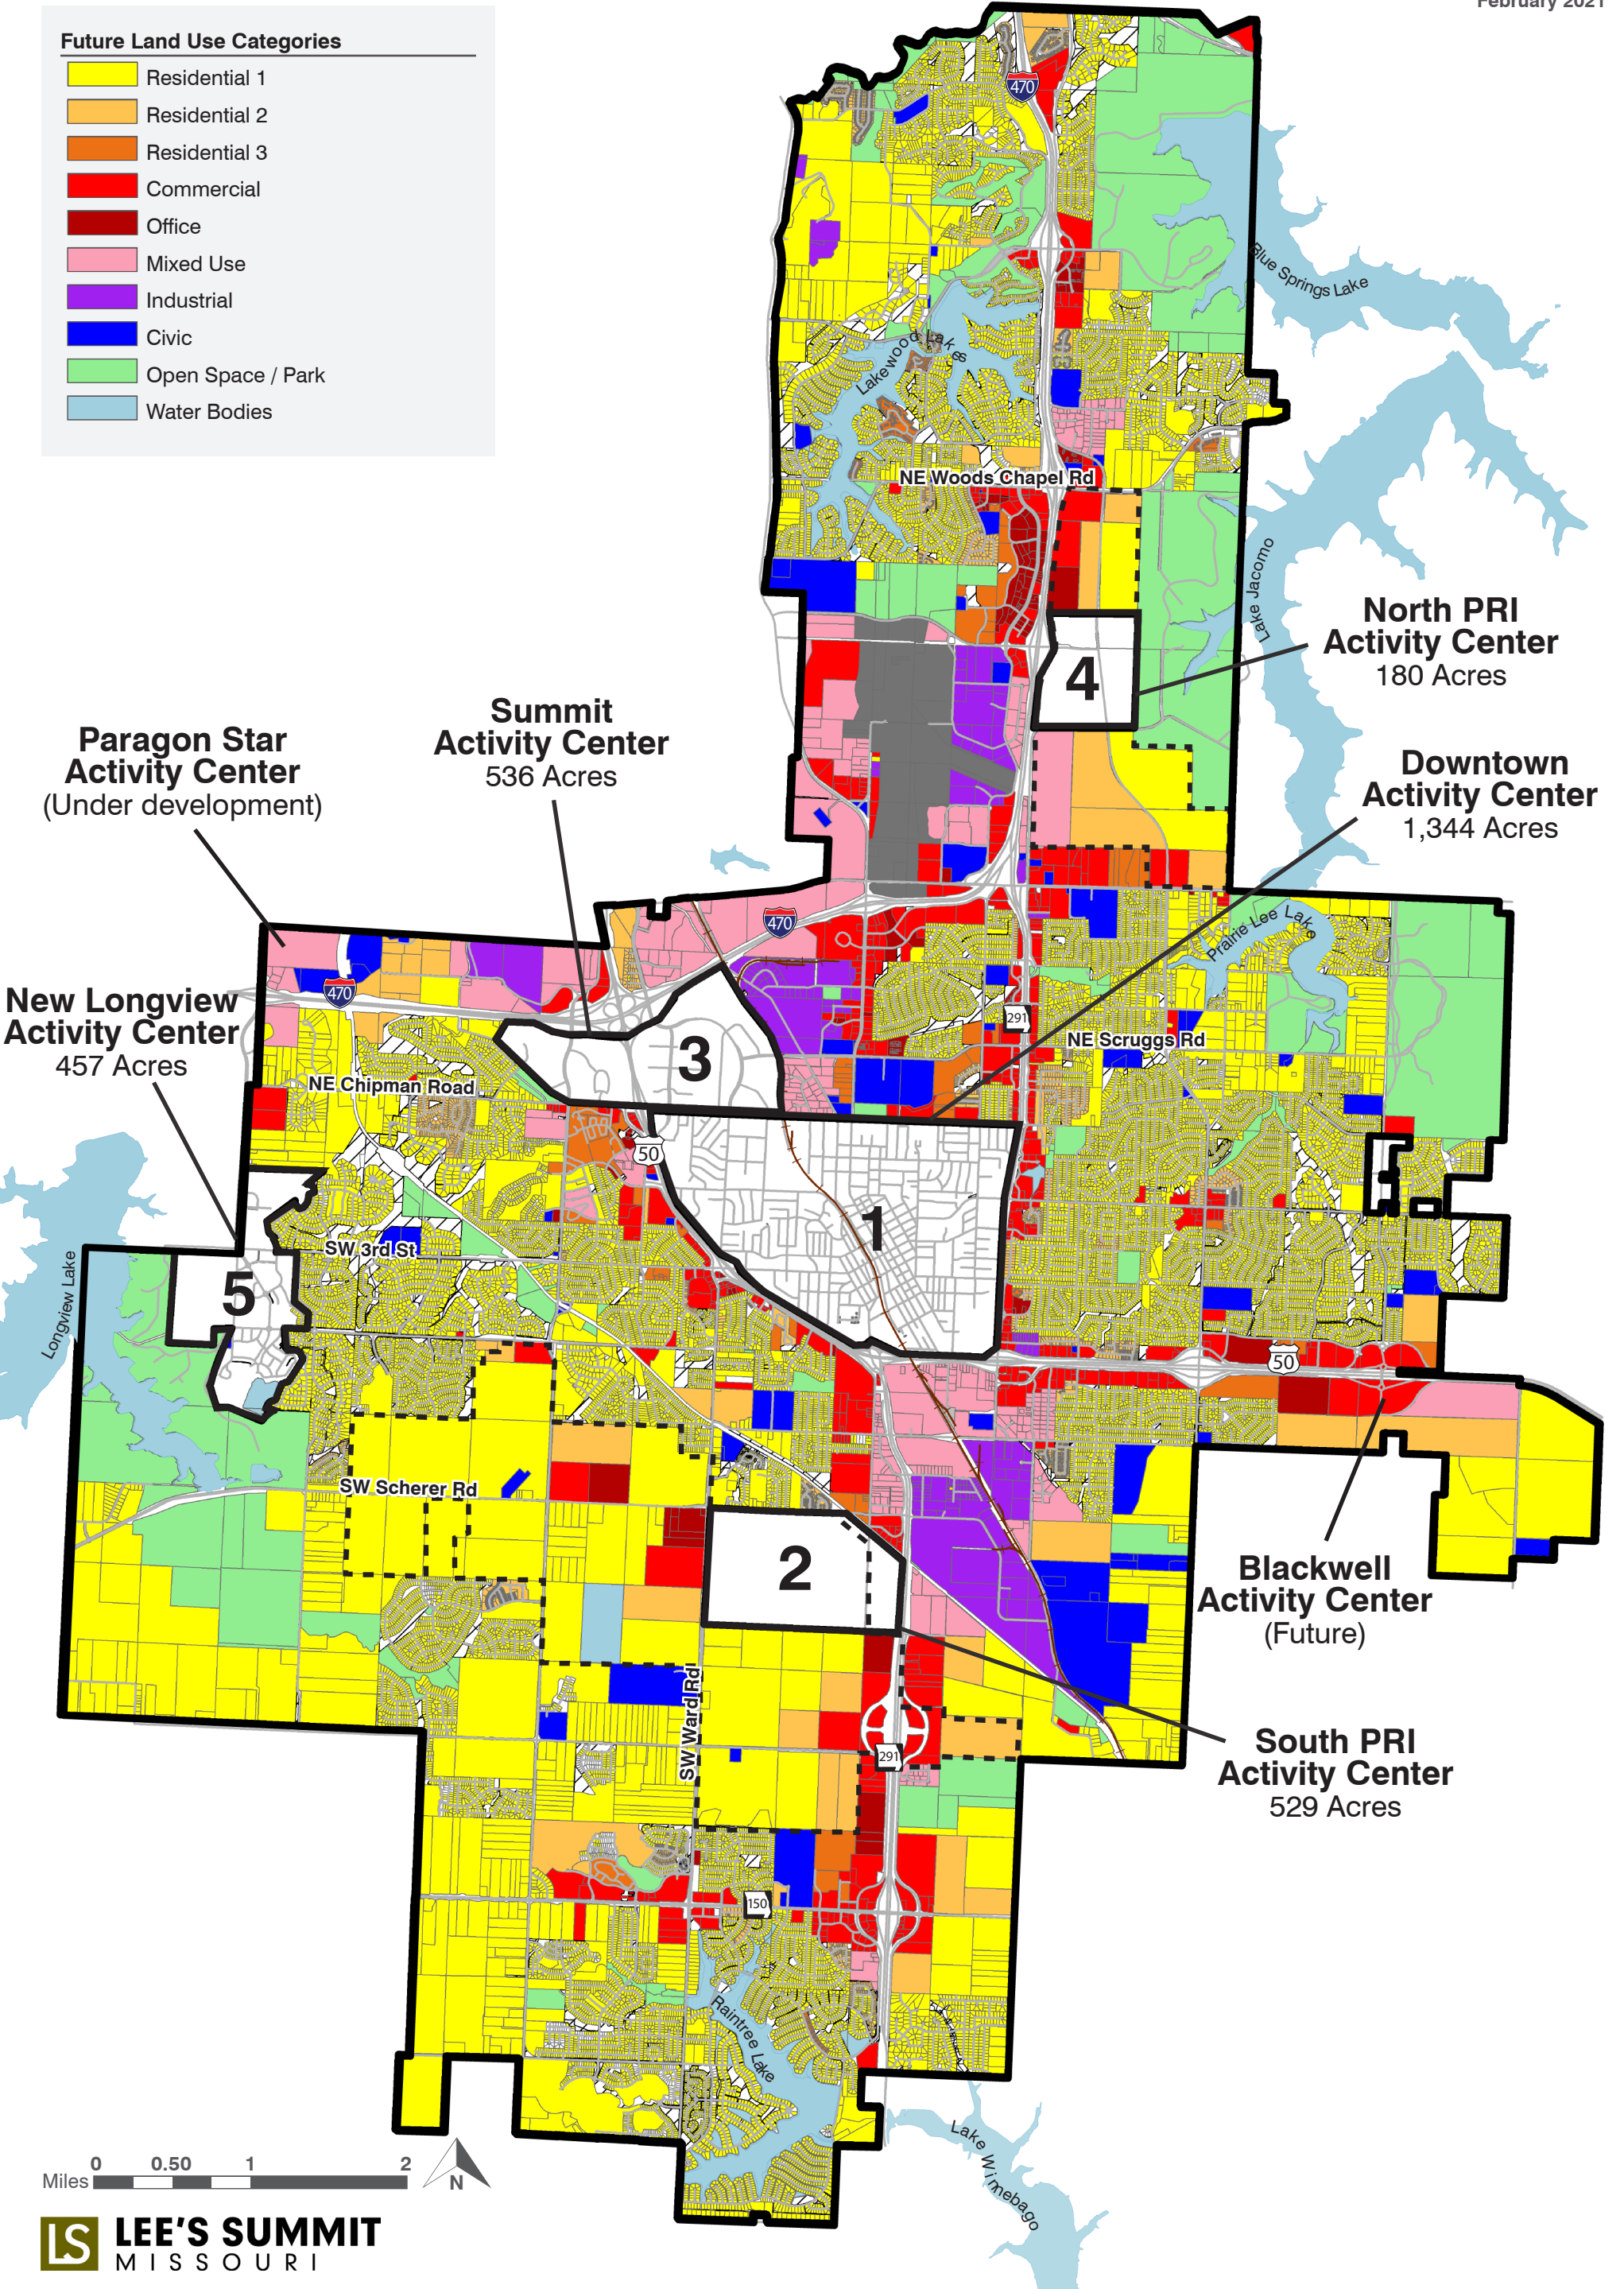 February 2021
Future Land Use Categories
Residential 1
Residential 2
Residential 3
Commercial
Office
Mixed Use
Industrial
Civic
Open Space / Park
Water Bodies
470
Blue Springs Lake
Lakewood Lakes
NE Woods Chapel Rd
Lake Jacomo
North PRI
Activity Center
180 Acres
4
Summit
Activity Center
536 Acres
Paragon Star
Activity Center
(Under development)
Downtown
Activity Center
1,344 Acres
470
Prairie Lee Lake
470
New Longview
Activity Center
457 Acres
291
NE Scruggs Rd
3
NE Chipman Road
50
1
SW 3rd St
5
Longview Lake
50
SW Scherer Rd
2
Blackwell
Activity Center
(Future)
SW Ward Rd
291
South PRI
Activity Center
529 Acres
150
Raintree Lake
Lake Winnebago
0 0.50 1 2
Miles
N
LS
LEE'S SUMMIT
MISSOURI